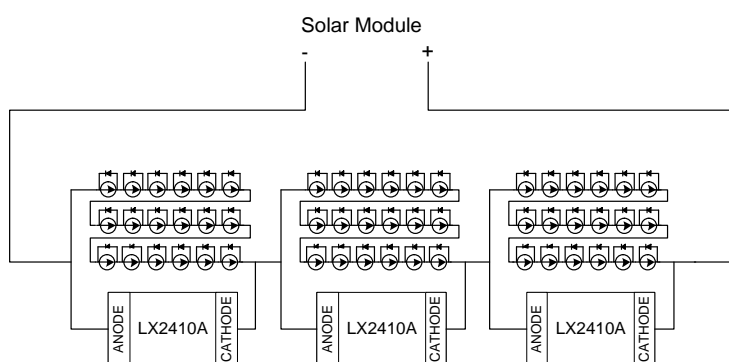 Solar Module
- +
ANODE LX2410A CATHODE ANODE LX2410A CATHODE ANODE LX2410A CATHODE